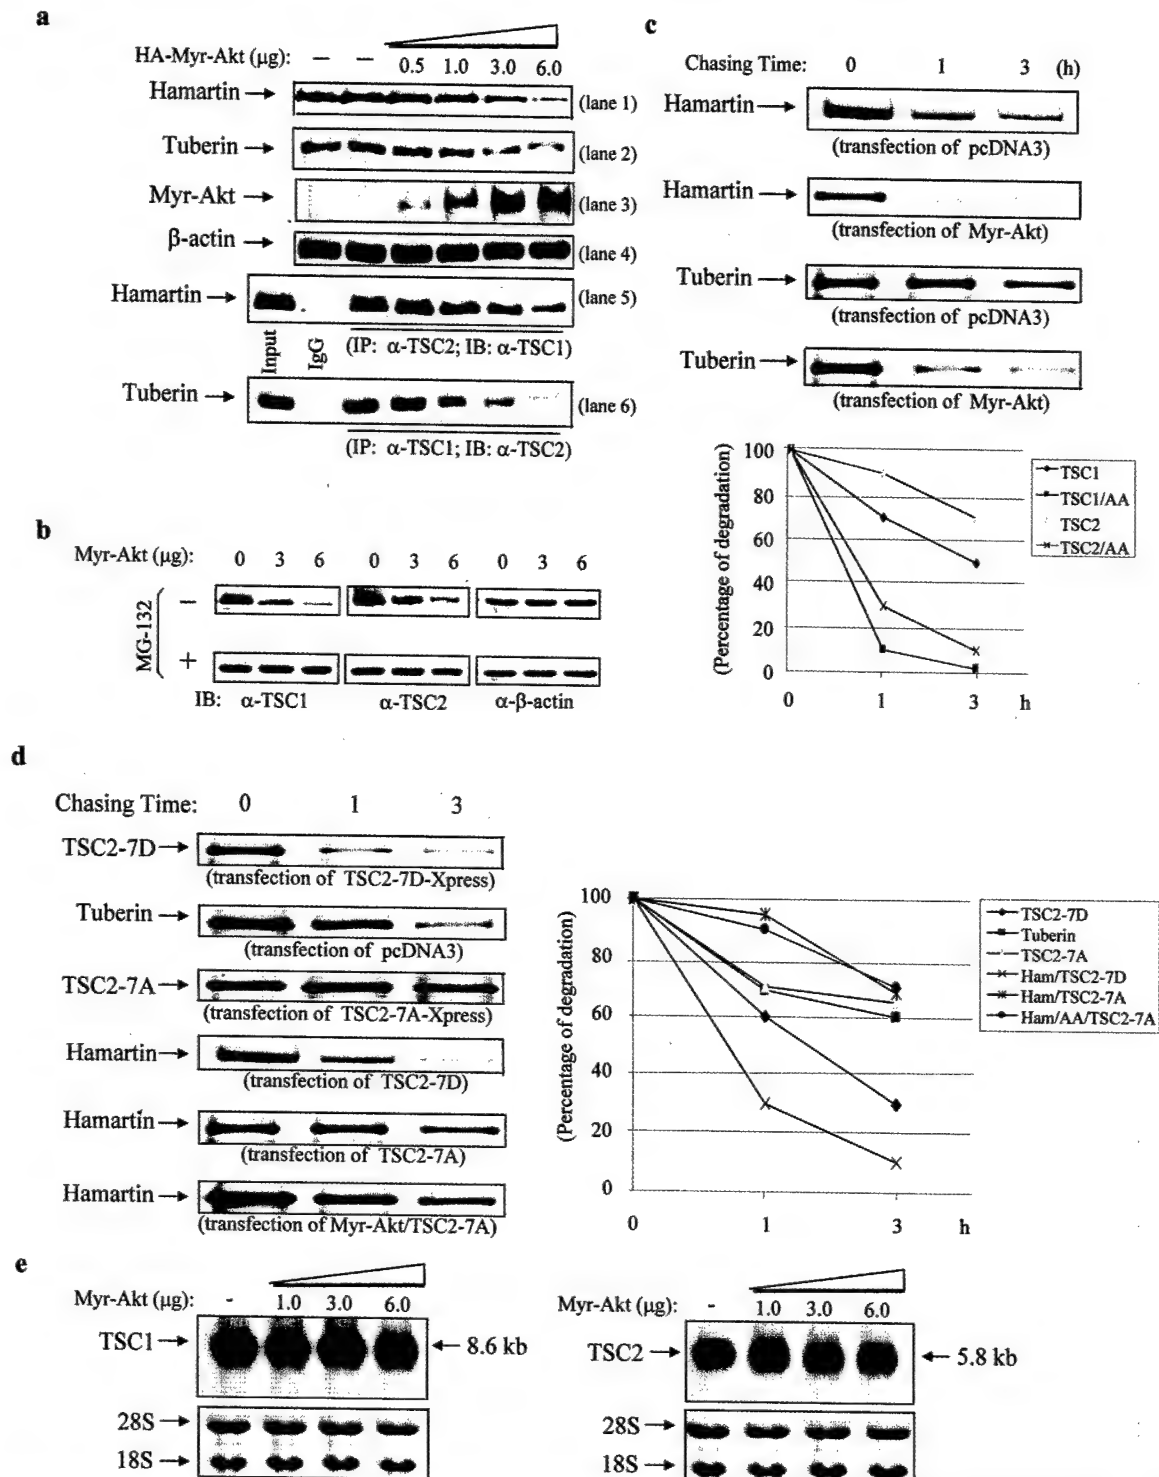 a
HA-Myr-Akt (µg): – – 0.5 1.0 3.0 6.0
Hamartin (lane 1)
Tuberin (lane 2)
Myr-Akt (lane 3)
β-actin (lane 4)
Hamartin (lane 5)
Input IgG
(IP: α-TSC2; IB: α-TSC1)
Tuberin (lane 6)
(IP: α-TSC1; IB: α-TSC2)
b
Myr-Akt (µg): 0 3 6 0 3 6 0 3 6
MG-132
–
+
IB: α-TSC1 α-TSC2 α-β-actin
c
Chasing Time: 0 1 3 (h)
Hamartin
(transfection of pcDNA3)
Hamartin
(transfection of Myr-Akt)
Tuberin
(transfection of pcDNA3)
Tuberin
(transfection of Myr-Akt)
(Percentage of degradation)
100
80
60
40
20
0
0 1 3 h
TSC1
TSC1/AA
TSC2
TSC2/AA
d
Chasing Time: 0 1 3
TSC2-7D
(transfection of TSC2-7D-Xpress)
Tuberin
(transfection of pcDNA3)
TSC2-7A
(transfection of TSC2-7A-Xpress)
Hamartin
(transfection of TSC2-7D)
Hamartin
(transfection of TSC2-7A)
Hamartin
(transfection of Myr-Akt/TSC2-7A)
(Percentage of degradation)
100
80
60
40
20
0
0 1 3 h
TSC2-7D
Tuberin
TSC2-7A
Ham/TSC2-7D
Ham/TSC2-7A
Ham/AA/TSC2-7A
e
Myr-Akt (µg): - 1.0 3.0 6.0
TSC1 8.6 kb
28S
18S
Myr-Akt (µg): - 1.0 3.0 6.0
TSC2 5.8 kb
28S
18S